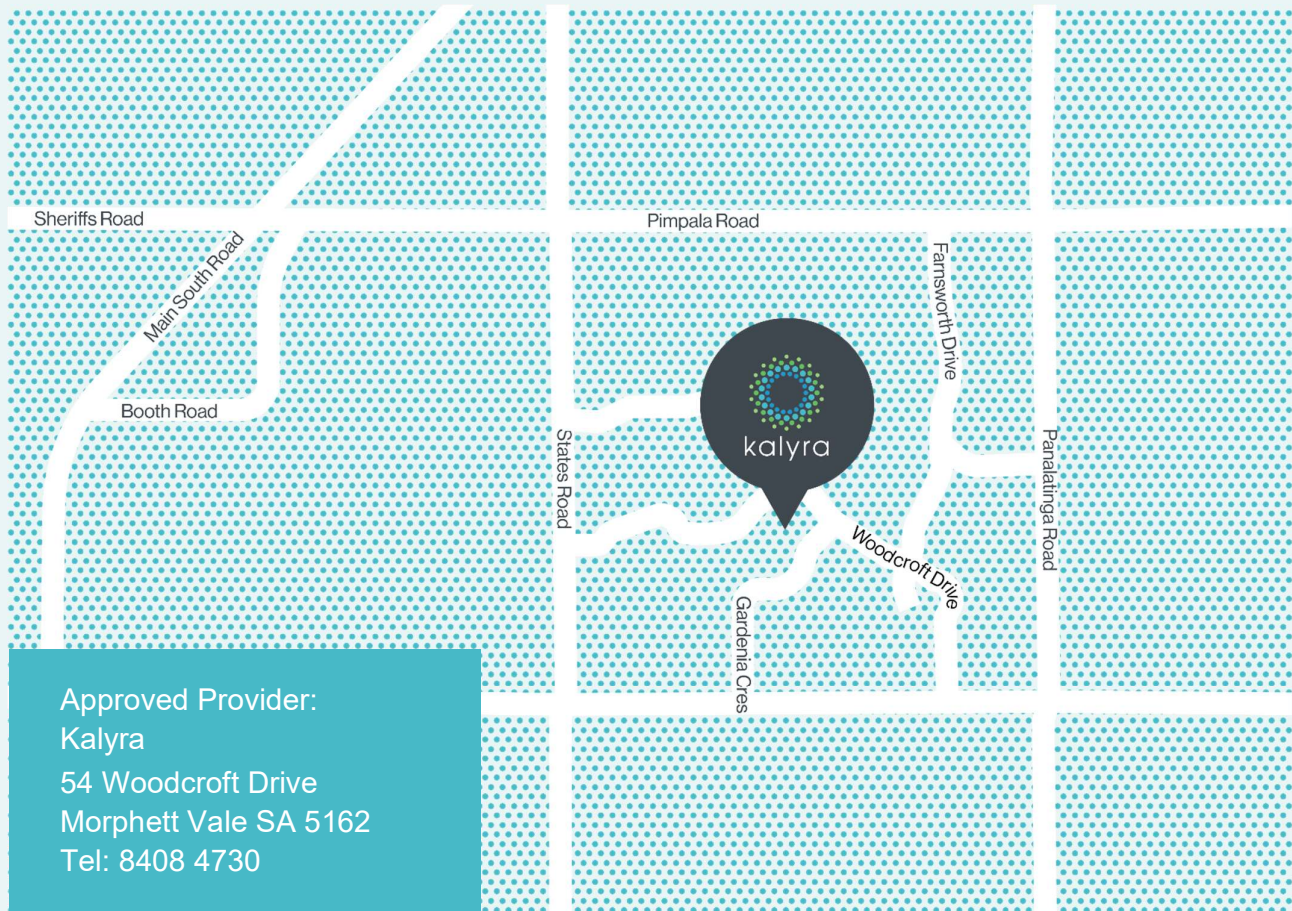 Sheriffs Road
Pimpala Road
Main South Road
Farnsworth Drive
Booth Road
kalyra
States Road
Panalatinga Road
Woodcroft Drive
Gardenia Cres
Approved Provider:
Kalyra
54 Woodcroft Drive
Morphett Vale SA 5162
Tel: 8408 4730